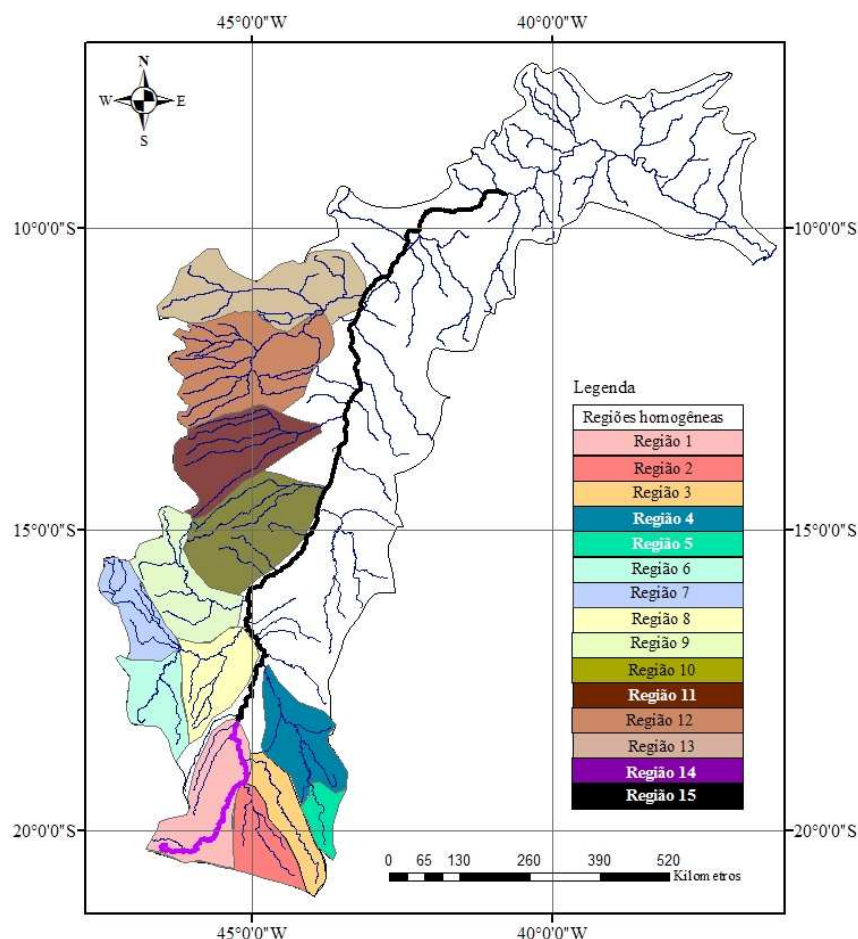 45°0'0"W 40°0'0"W
N
W E
S
10°0'0"S 10°0'0"S
Legenda
Regiões homogêneas
Região 1
Região 2
Região 3
Região 4
Região 5
Região 6
Região 7
Região 8
Região 9
Região 10
Região 11
Região 12
Região 13
Região 14
Região 15
15°0'0"S 15°0'0"S
20°0'0"S 20°0'0"S
0 65 130 260 390 520
Kilometros
45°0'0"W 40°0'0"W